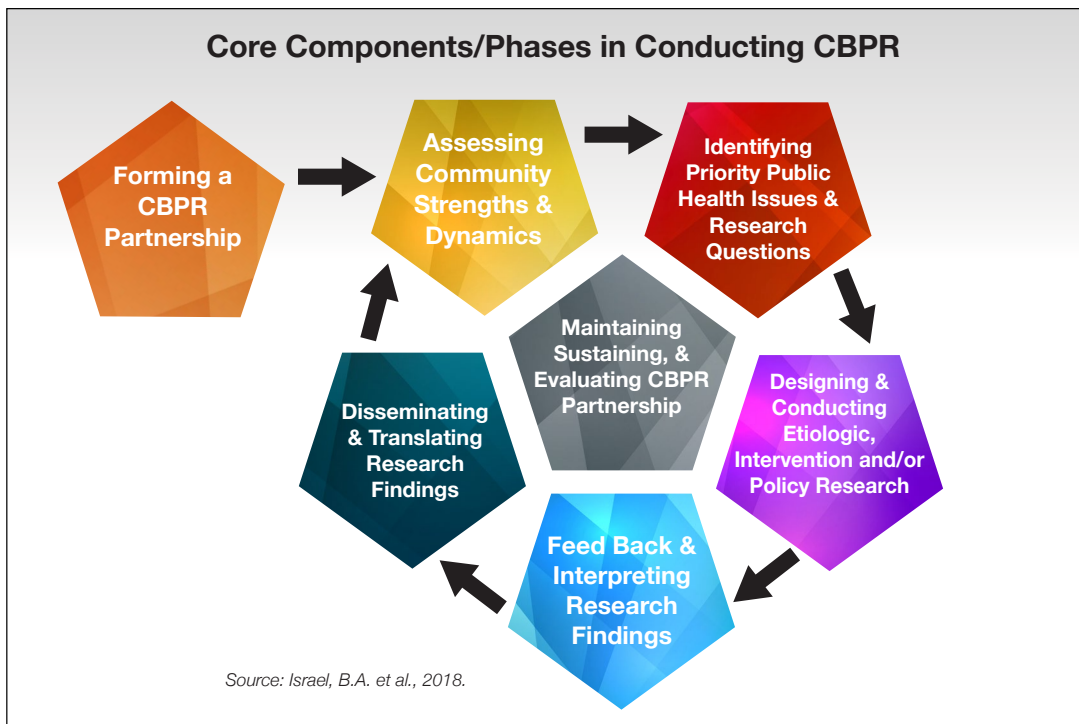 Core Components/Phases in Conducting CBPR
Forming a
CBPR
Partnership
Assessing
Community
Strengths &
Dynamics
Identifying
Priority Public
Health Issues &
Research
Questions
Maintaining
Sustaining, &
Evaluating CBPR
Partnership
Designing &
Conducting
Etiologic,
Intervention and/or
Policy Research
Feed Back &
Interpreting
Research
Findings
Disseminating
& Translating
Research
Findings
Source: Israel, B.A. et al., 2018.